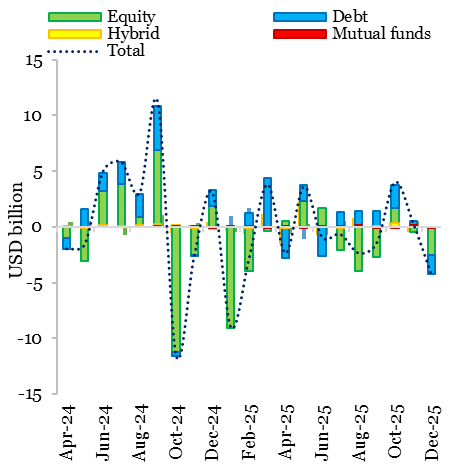 Equity Debt
Hybrid Mutual funds
Total
USD billion
15
10
5
0
-5
-10
-15
Apr-24 Jun-24 Aug-24 Oct-24 Dec-24 Feb-25 Apr-25 Jun-25 Aug-25 Oct-25 Dec-25